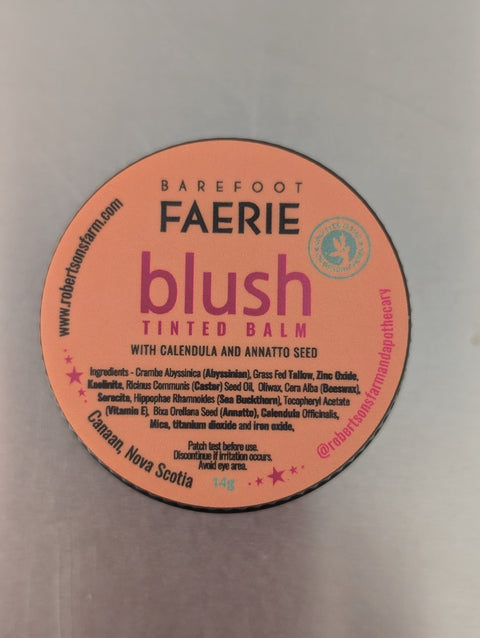 BAREFOOT
FAERIE
blush
TINTED BALM
WITH CALENDULA AND ANNATTO SEED
Ingredients - Crambe Abyssinica (Abyssinian), Grass Fed Tallow, Zinc Oxide,
Kaolinite, Ricinus Communis (Castor) Seed Oil, Oliwax, Cera Alba (Beeswax),
Serecite, Hippophae Rhamnoides (Sea Buckthorn), Tocopheryl Acetate
(Vitamin E), Bixa Orellana Seed (Annatto), Calendula Officinalis,
Mica, titanium dioxide and iron oxide,
Patch test before use.
Discontinue if irritation occurs.
Avoid eye area.
14g
www.robertsonsfarm.com
Canaan, Nova Scotia
@robertsonsfarmandapothecary